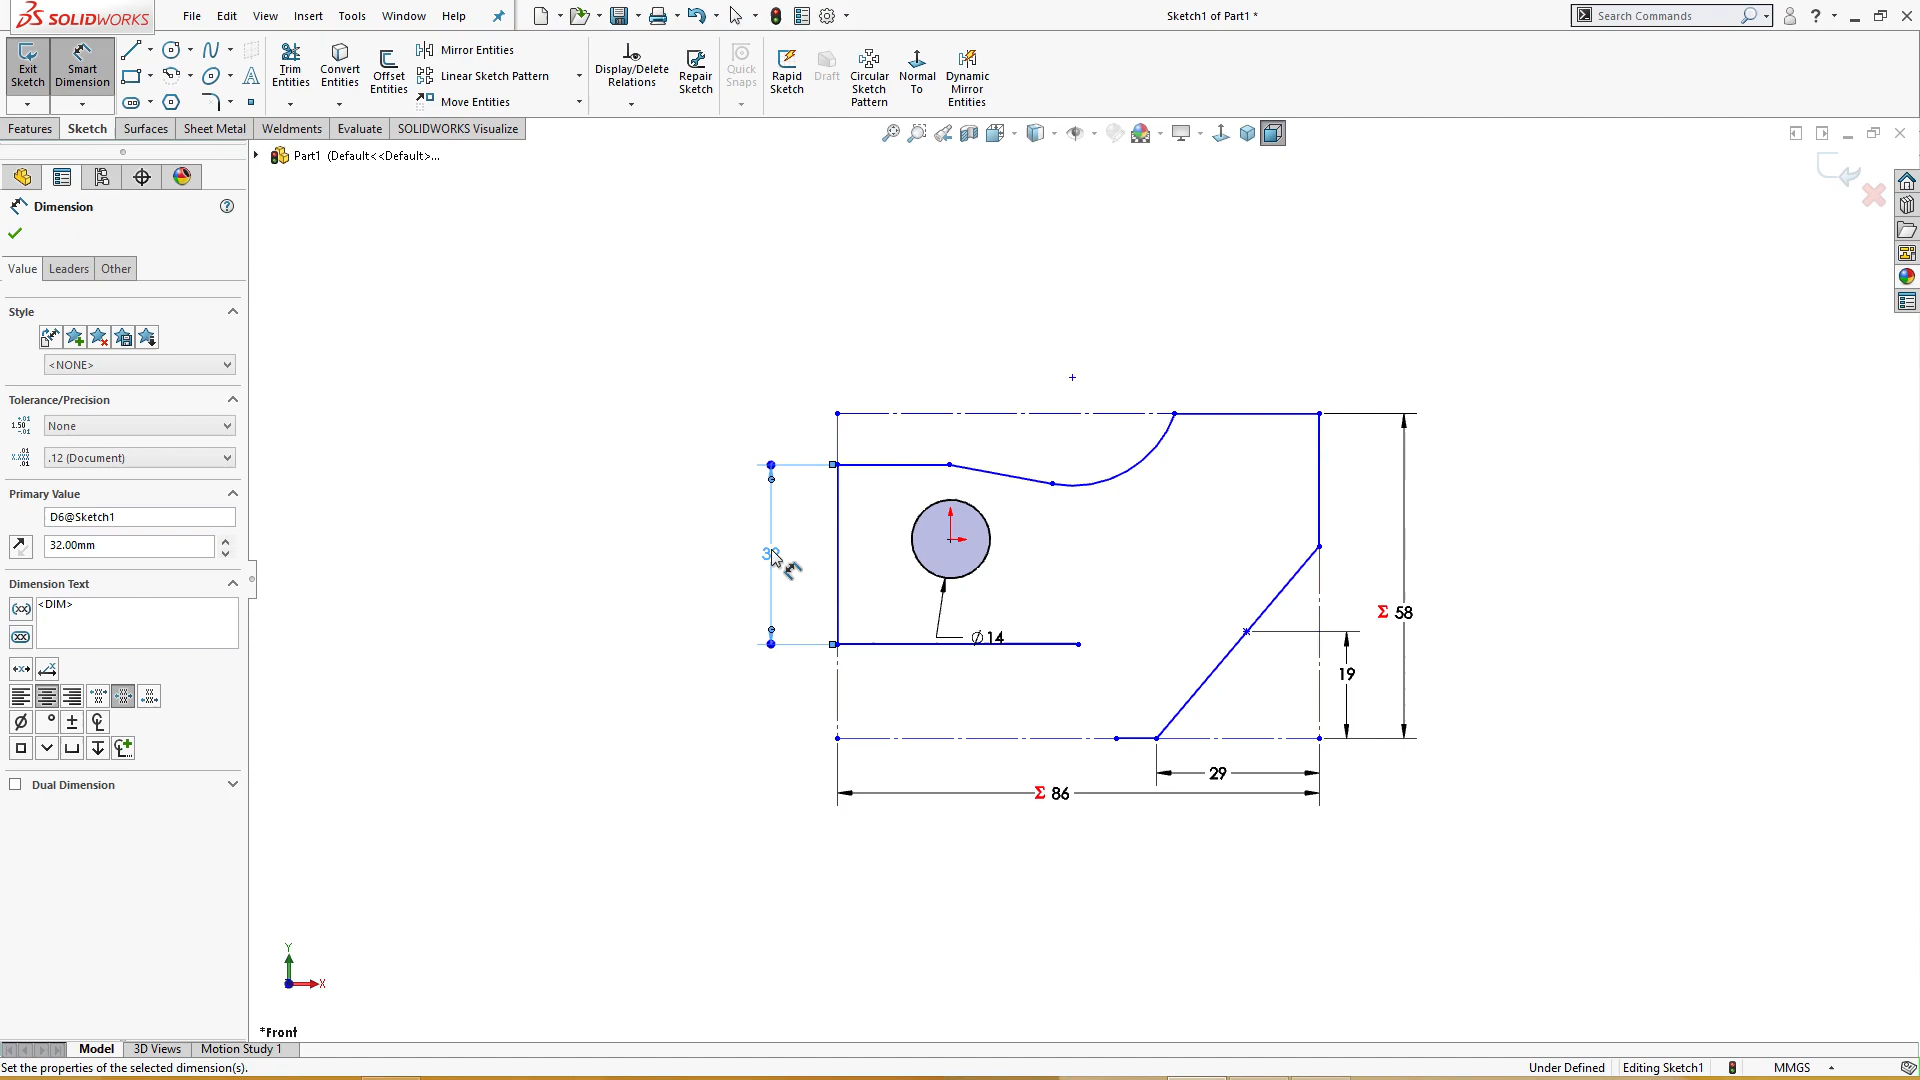 SOLIDWORKS
File
Edit
View
Insert
Tools
Window
Help
Sketch1 of Part1 *
Search Commands
Exit Sketch
Smart Dimension
Trim Entities
Convert Entities
Offset Entities
Mirror Entities
Linear Sketch Pattern
Move Entities
Display/Delete Relations
Repair Sketch
Quick Snaps
Rapid Sketch
Draft
Circular Sketch Pattern
Normal To
Dynamic Mirror Entities
Features
Sketch
Surfaces
Sheet Metal
Weldments
Evaluate
SOLIDWORKS Visualize
Part1 (Default<<Default>...
Dimension
Value
Leaders
Other
Style
<NONE>
Tolerance/Precision
None
.12 (Document)
Primary Value
D6@Sketch1
32.00mm
Dimension Text
<DIM>
Dual Dimension
∅14
Σ 58
19
29
Σ 86
Y
X
*Front
Model
3D Views
Motion Study 1
Set the properties of the selected dimension(s).
Under Defined
Editing Sketch1
MMGS